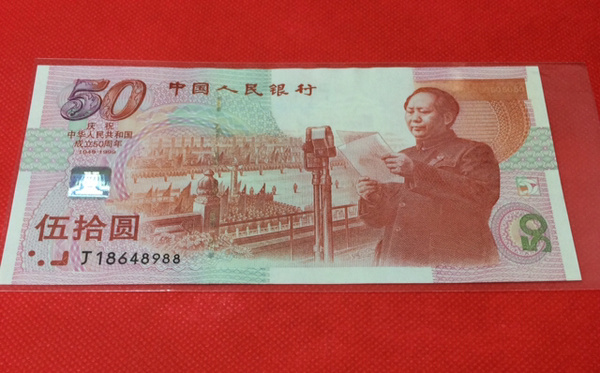 50
中国人民银行
庆祝
中华人民共和国
成立50周年
1949-1999
伍拾圆
J18648988
50